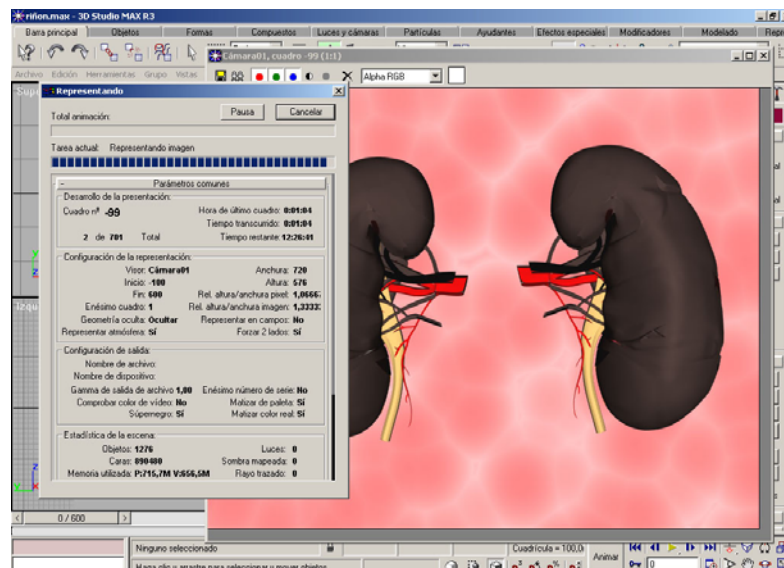 riñon.max - 3D Studio MAX R3
Barra principal Objetos Formas Compuestos Luces y cámaras Partículas Ayudantes Efectos especiales Modificadores Modelado
Cámara01, cuadro -99 (1:1)
Archivo Edición Herramientas Grupo Vistas
Alpha RGB
Representando
Total animación:
Pausa Cancelar
Tarea actual: Representando imagen
Parámetros comunes
Desarrollo de la presentación:
Cuadro nº -99 Hora de último cuadro: 0:01:04
Tiempo transcurrido: 0:01:04
2 de 701 Total Tiempo restante: 12:26:41
Configuración de la representación:
Visor: Cámara01 Anchura: 720
Inicio: -100 Altura: 576
Fin: 600 Rel. altura/anchura pixel:
Enésimo cuadro: 1 Rel. altura/anchura imagen:
Geometría oculta: Ocultar Representar en campos: No
Representar atmósfera: Sí Forzar 2 lados: Sí
Configuración de salida:
Nombre de archivo:
Nombre de dispositivo:
Gamma de salida de archivo 1,00 Enésimo número de serie: No
Comprobar color de vídeo: No Matizar de paleta: Sí
Súpernegro: Sí Matizar color real: Sí
Estadística de la escena:
Objetos: 1276 Luces: 0
Caras: 890480 Sombra mapeada: 0
Memoria utilizada: P:715,7M V:656,5M Rayo trazado: 0
0 / 600
Ninguno seleccionado Cuadrícula = 100,0
Animar
0